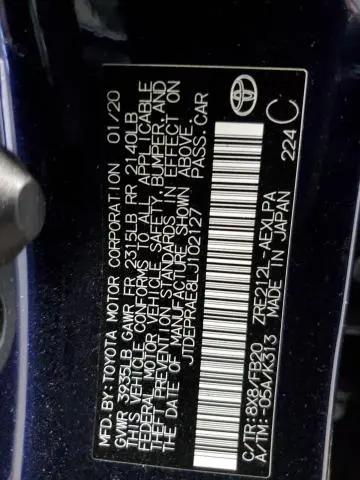 MFD. BY: TOYOTA MOTOR CORPORATION 01/20
GVWR 3935LB GAWR FR 2315LB RR 2140LB
THIS VEHICLE CONFORMS TO ALL APPLICABLE
FEDERAL MOTOR VEHICLE SAFETY, BUMPER, AND
THEFT PREVENTION STANDARDS IN EFFECT ON
THE DATE OF MANUFACTURE SHOWN ABOVE.
JTDEPRAE8LJ102127 PASS. CAR
C/TR: 8X8/FB20 ZRE212L-AEXLPA
A/TM: -05A/K313 MADE IN JAPAN
224 C